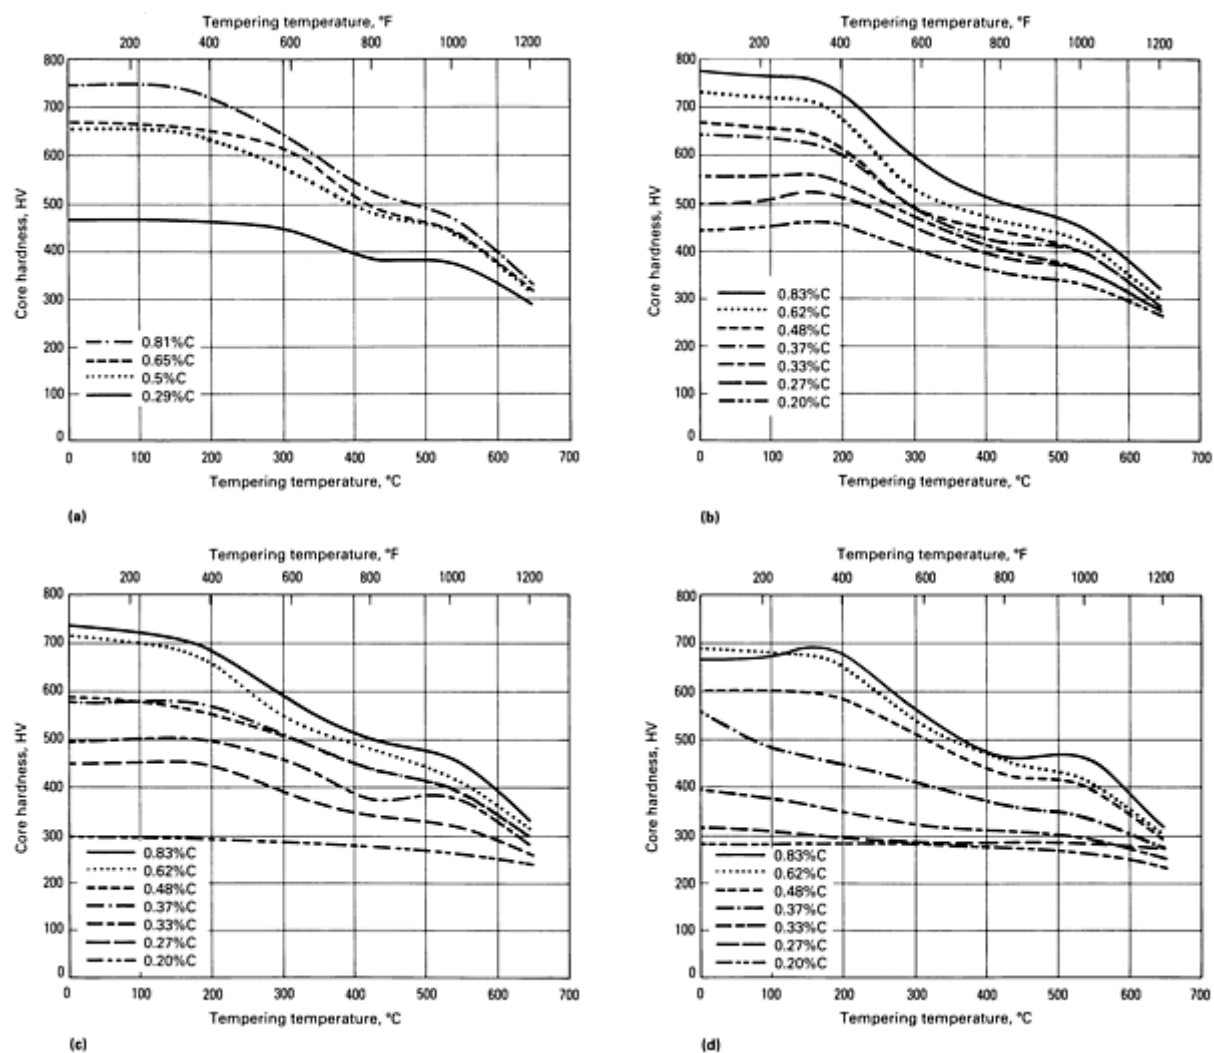 Tempering temperature, °F
200 400 600 800 1000 1200
800
700
600
500
400
300
200
100
0
Core hardness, HV
0.81%C
0.65%C
0.5%C
0.29%C
0 100 200 300 400 500 600 700
Tempering temperature, °C
(a)
Tempering temperature, °F
200 400 600 800 1000 1200
800
700
600
500
400
300
200
100
0
Core hardness, HV
0.83%C
0.62%C
0.48%C
0.37%C
0.33%C
0.27%C
0.20%C
0 100 200 300 400 500 600 700
Tempering temperature, °C
(b)
Tempering temperature, °F
200 400 600 800 1000 1200
800
700
600
500
400
300
200
100
0
Core hardness, HV
0.83%C
0.62%C
0.48%C
0.37%C
0.33%C
0.27%C
0.20%C
0 100 200 300 400 500 600 700
Tempering temperature, °C
(c)
Tempering temperature, °F
200 400 600 800 1000 1200
800
700
600
500
400
300
200
100
0
Core hardness, HV
0.83%C
0.62%C
0.48%C
0.37%C
0.33%C
0.27%C
0.20%C
0 100 200 300 400 500 600 700
Tempering temperature, °C
(d)